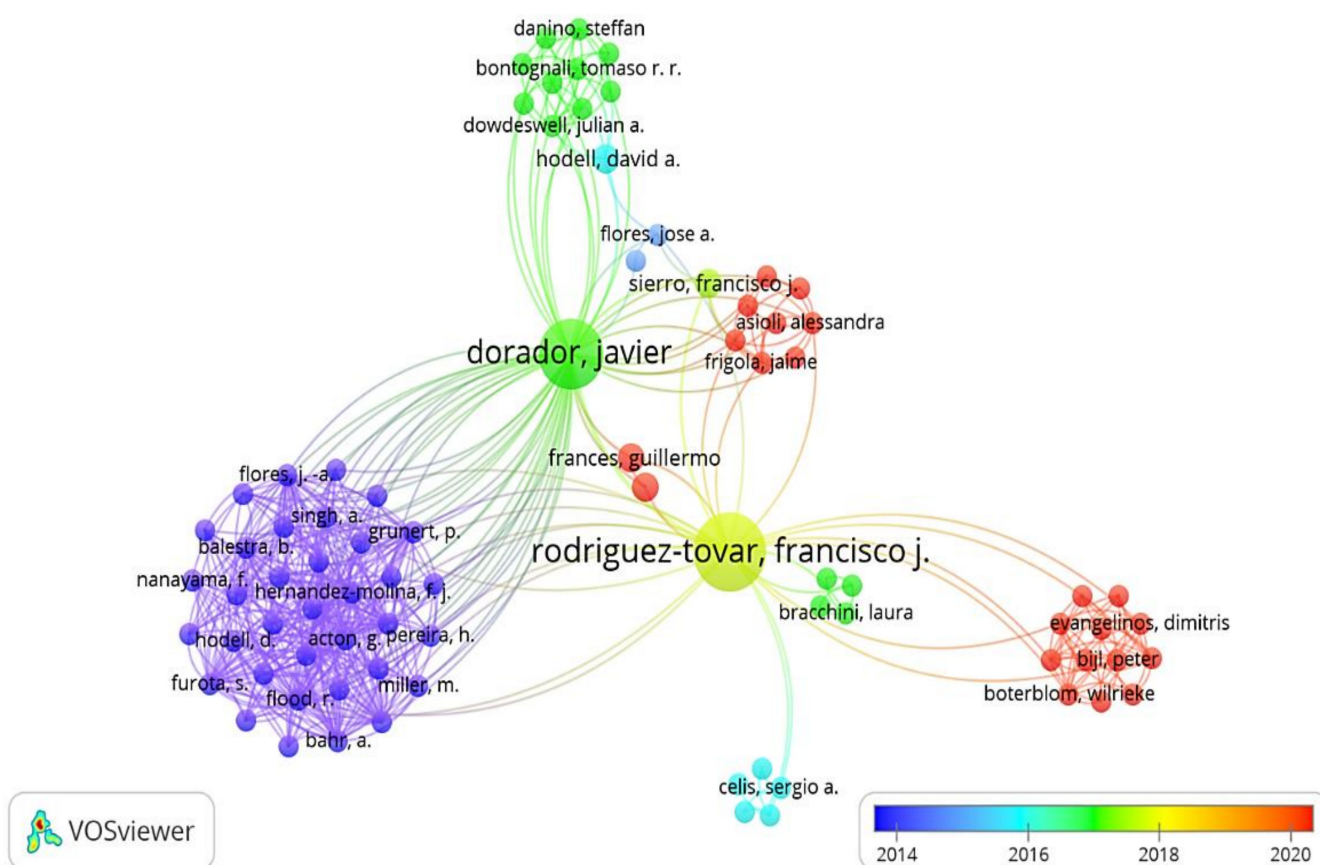 danino, steffan
bontognali, tomaso r. r.
dowdeswell, julian a.
hodell, david a.
flores, jose a.
sierro, francisco j.
asioli, alessandra
dorador, javier
frigola, jaime
frances, guillermo
flores, j. -a.
singh, a.
grunert, p.
balestra, b.
rodriguez-tovar, francisco j.
nanayama, f.
hernandez-molina, f. j.
bracchini, laura
evangelinos, dimitris
hodell, d.
acton, g.
pereira, h.
bijl, peter
furota, s.
flood, r.
miller, m.
boterblom, wilrieke
bahr, a.
celis, sergio a.
VOSviewer
2014 2016 2018 2020